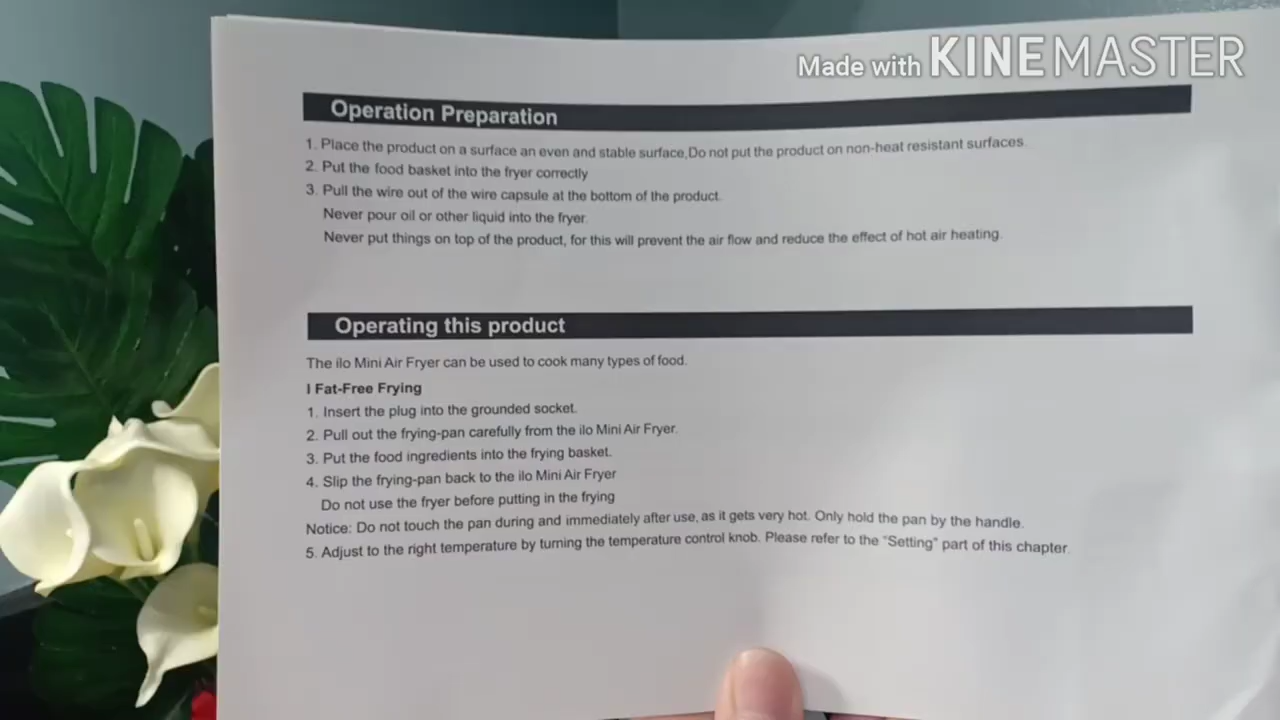 Made with KINEMASTER
Operation Preparation
1. Place the product on a surface an even and stable surface,Do not put the product on non-heat resistant surfaces.
2. Put the food basket into the fryer correctly
3. Pull the wire out of the wire capsule at the bottom of the product.
Never pour oil or other liquid into the fryer.
Never put things on top of the product, for this will prevent the air flow and reduce the effect of hot air heating.
Operating this product
The ilo Mini Air Fryer can be used to cook many types of food.
I Fat-Free Frying
1. Insert the plug into the grounded socket.
2. Pull out the frying-pan carefully from the ilo Mini Air Fryer.
3. Put the food ingredients into the frying basket.
4. Slip the frying-pan back to the ilo Mini Air Fryer
Do not use the fryer before putting in the frying
Notice: Do not touch the pan during and immediately after use, as it gets very hot. Only hold the pan by the handle.
5. Adjust to the right temperature by turning the temperature control knob. Please refer to the "Setting" part of this chapter.